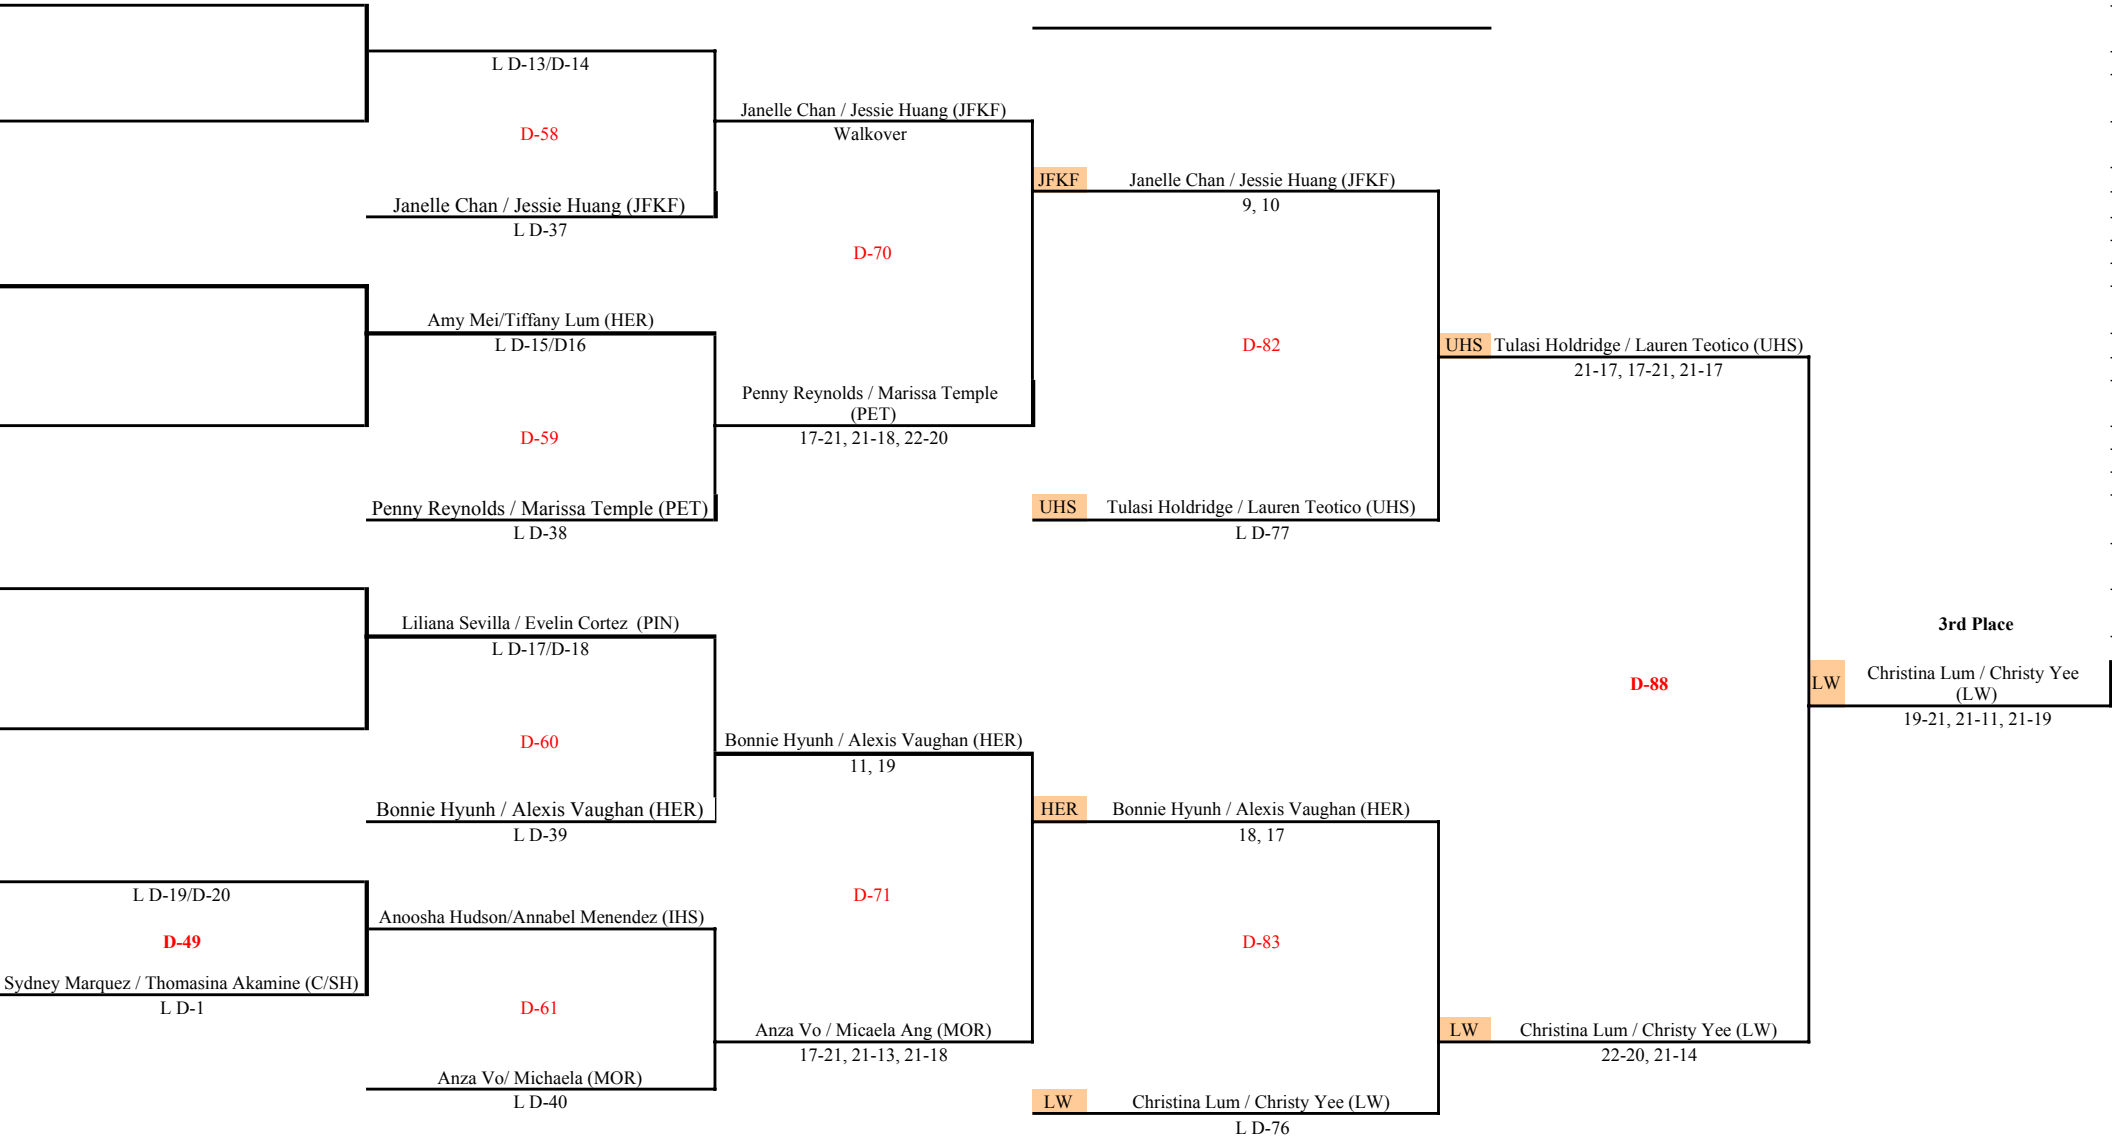 L D-13/D-14
D-58
Janelle Chan / Jessie Huang (JFKF)
L D-37
Amy Mei/Tiffany Lum (HER)
L D-15/D16
D-59
Penny Reynolds / Marissa Temple (PET)
L D-38
Liliana Sevilla / Evelin Cortez  (PIN)
L D-17/D-18
D-60
Bonnie Hyunh / Alexis Vaughan (HER)
L D-39
L D-19/D-20
D-49
Sydney Marquez / Thomasina Akamine (C/SH)
L D-1
Anoosha Hudson/Annabel Menendez (IHS)
D-61
Anza Vo/ Michaela (MOR)
L D-40
Janelle Chan / Jessie Huang (JFKF)
Walkover
D-70
Penny Reynolds / Marissa Temple
(PET)
17-21, 21-18, 22-20
Bonnie Hyunh / Alexis Vaughan (HER)
11, 19
D-71
Anza Vo / Micaela Ang (MOR)
17-21, 21-13, 21-18
JFKF Janelle Chan / Jessie Huang (JFKF)
9, 10
D-82
UHS Tulasi Holdridge / Lauren Teotico (UHS)
L D-77
HER Bonnie Hyunh / Alexis Vaughan (HER)
18, 17
D-83
LW Christina Lum / Christy Yee (LW)
L D-76
UHS Tulasi Holdridge / Lauren Teotico (UHS)
21-17, 17-21, 21-17
D-88
LW Christina Lum / Christy Yee (LW)
22-20, 21-14
3rd Place
LW Christina Lum / Christy Yee
(LW)
19-21, 21-11, 21-19